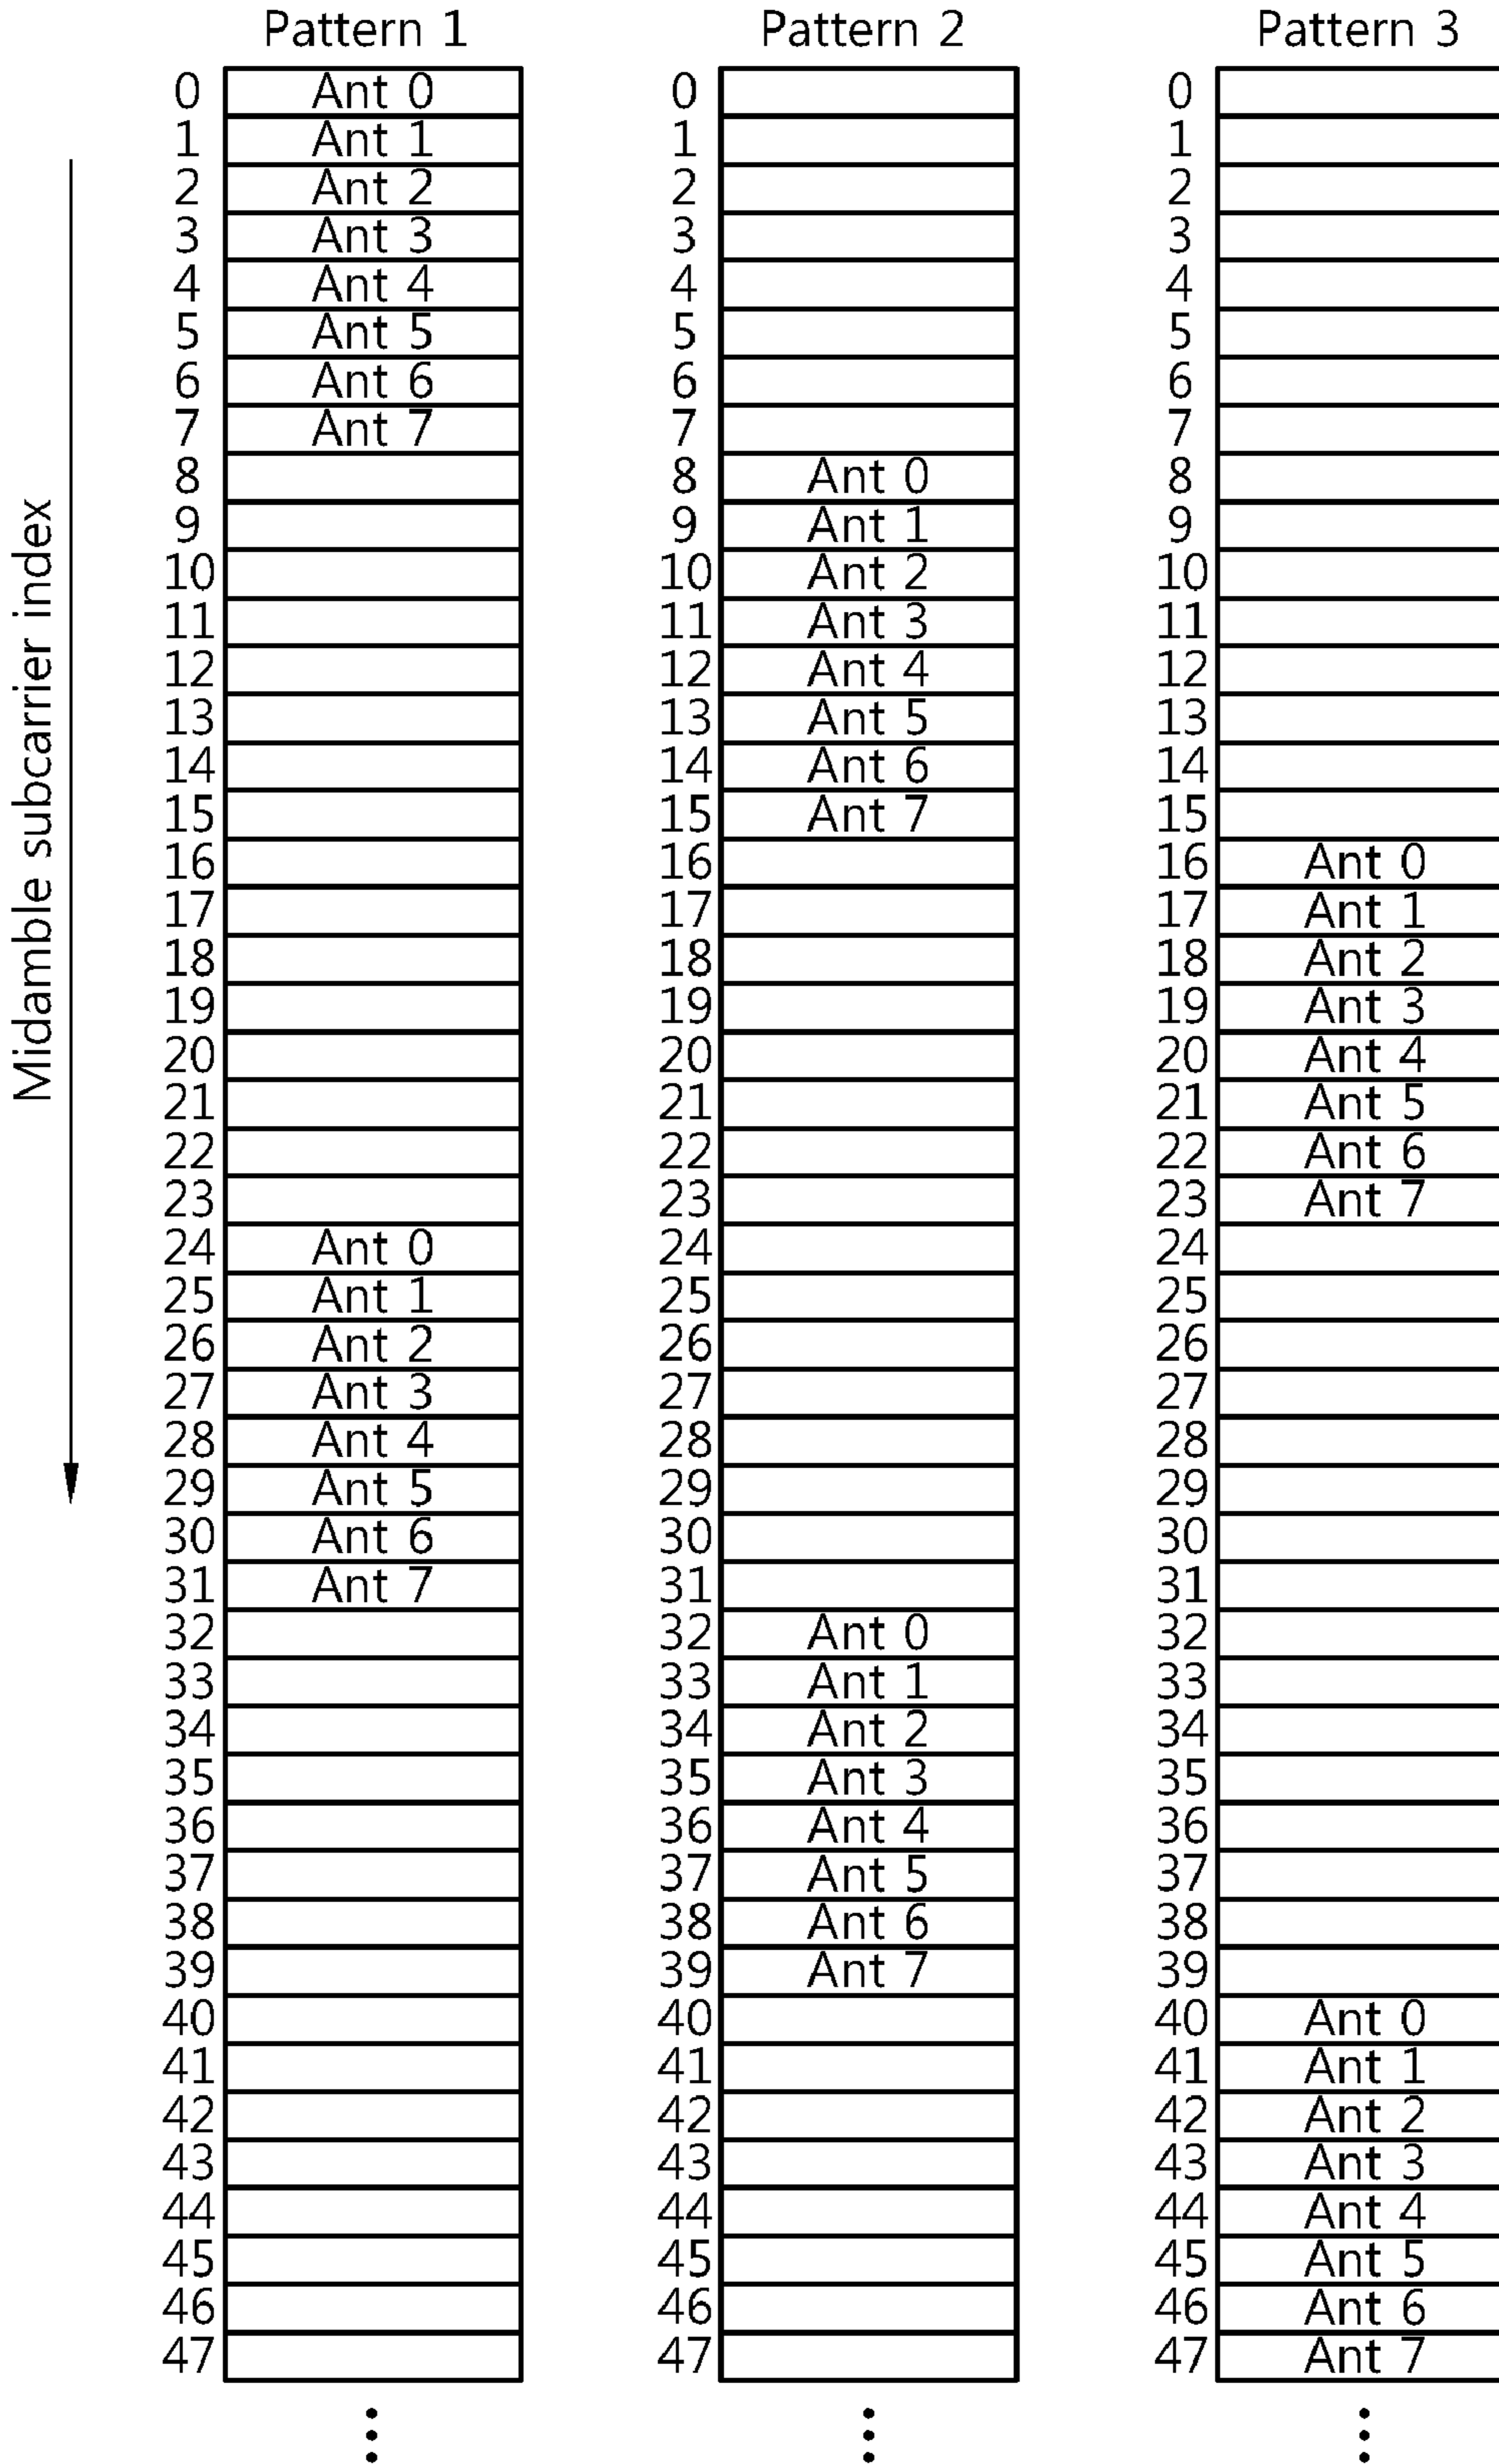 Pattern 1 Pattern 2 Pattern 3
Midamble subcarrier index
0 Ant 0 0 0
1 Ant 1 1 1
2 Ant 2 2 2
3 Ant 3 3 3
4 Ant 4 4 4
5 Ant 5 5 5
6 Ant 6 6 6
7 Ant 7 7 7
8 8 Ant 0 8
9 9 Ant 1 9
10 10 Ant 2 10
11 11 Ant 3 11
12 12 Ant 4 12
13 13 Ant 5 13
14 14 Ant 6 14
15 15 Ant 7 15
16 16 16 Ant 0
17 17 17 Ant 1
18 18 18 Ant 2
19 19 19 Ant 3
20 20 20 Ant 4
21 21 21 Ant 5
22 22 22 Ant 6
23 23 23 Ant 7
24 Ant 0 24 24
25 Ant 1 25 25
26 Ant 2 26 26
27 Ant 3 27 27
28 Ant 4 28 28
29 Ant 5 29 29
30 Ant 6 30 30
31 Ant 7 31 31
32 32 Ant 0 32
33 33 Ant 1 33
34 34 Ant 2 34
35 35 Ant 3 35
36 36 Ant 4 36
37 37 Ant 5 37
38 38 Ant 6 38
39 39 Ant 7 39
40 40 40 Ant 0
41 41 41 Ant 1
42 42 42 Ant 2
43 43 43 Ant 3
44 44 44 Ant 4
45 45 45 Ant 5
46 46 46 Ant 6
47 47 47 Ant 7